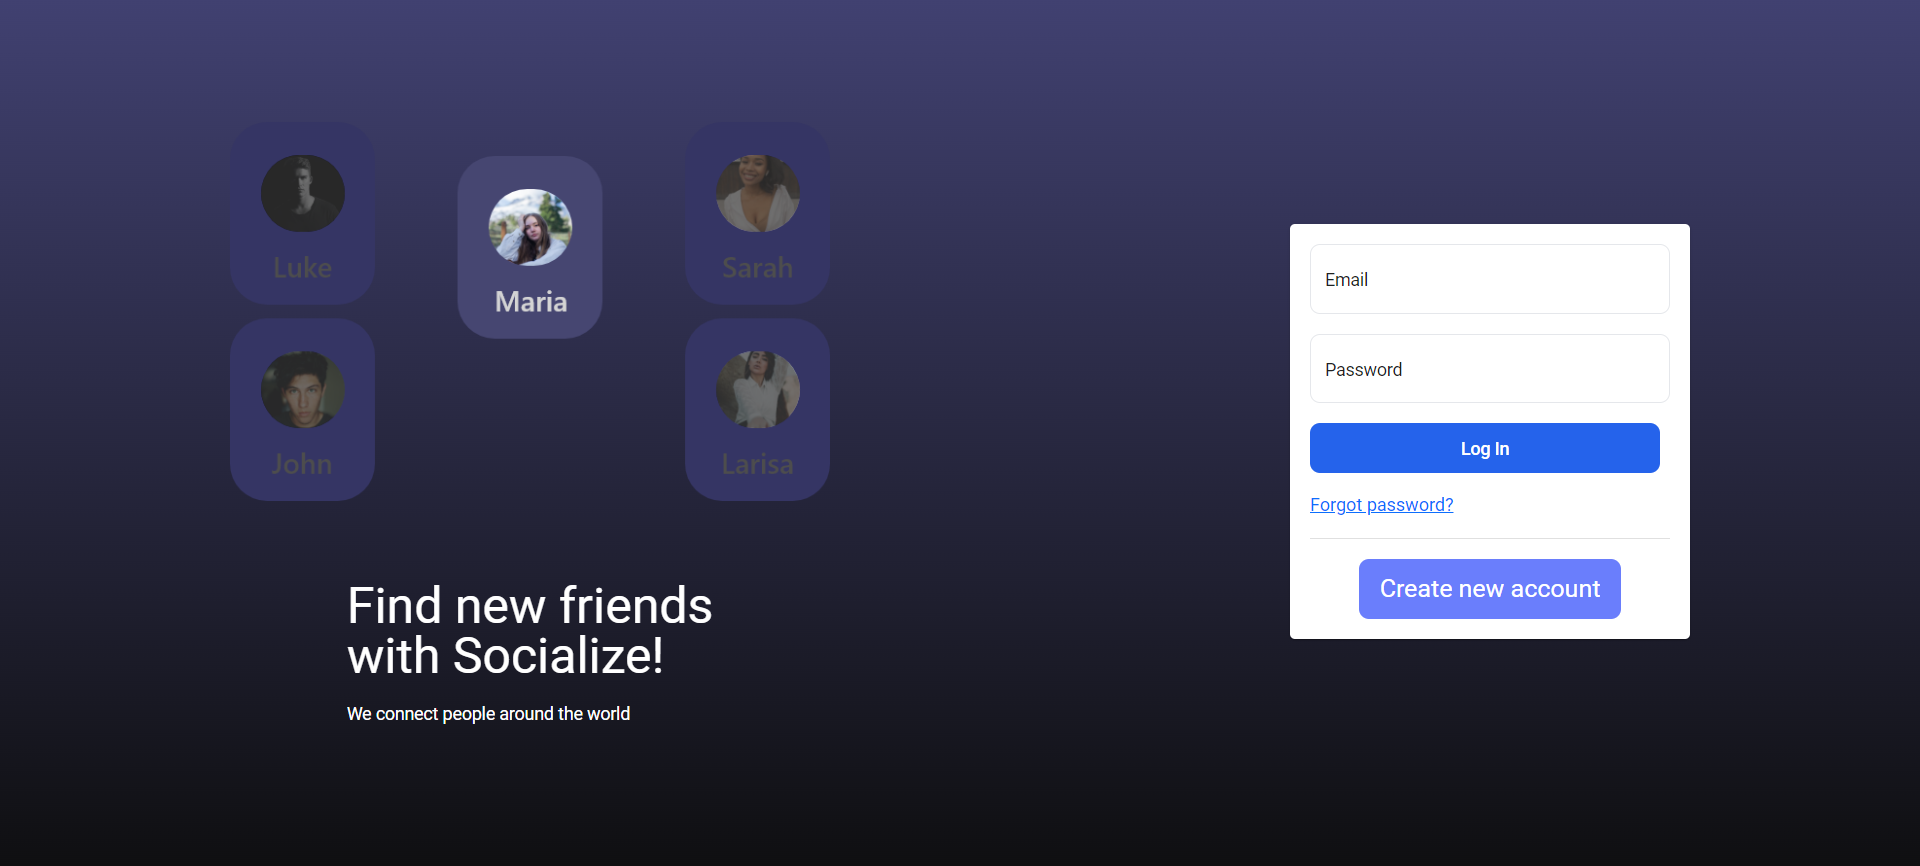 Luke
Maria
Sarah
John
Larisa
Find new friends
with Socialize!
We connect people around the world
Email
Password
Log In
Forgot password?
Create new account